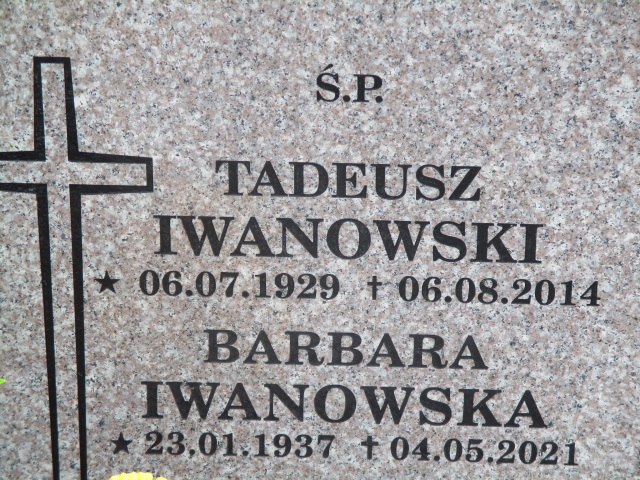 Ś.P.
TADEUSZ
IWANOWSKI
★ 06.07.1929 † 06.08.2014
BARBARA
IWANOWSKA
★ 23.01.1937 † 04.05.2021